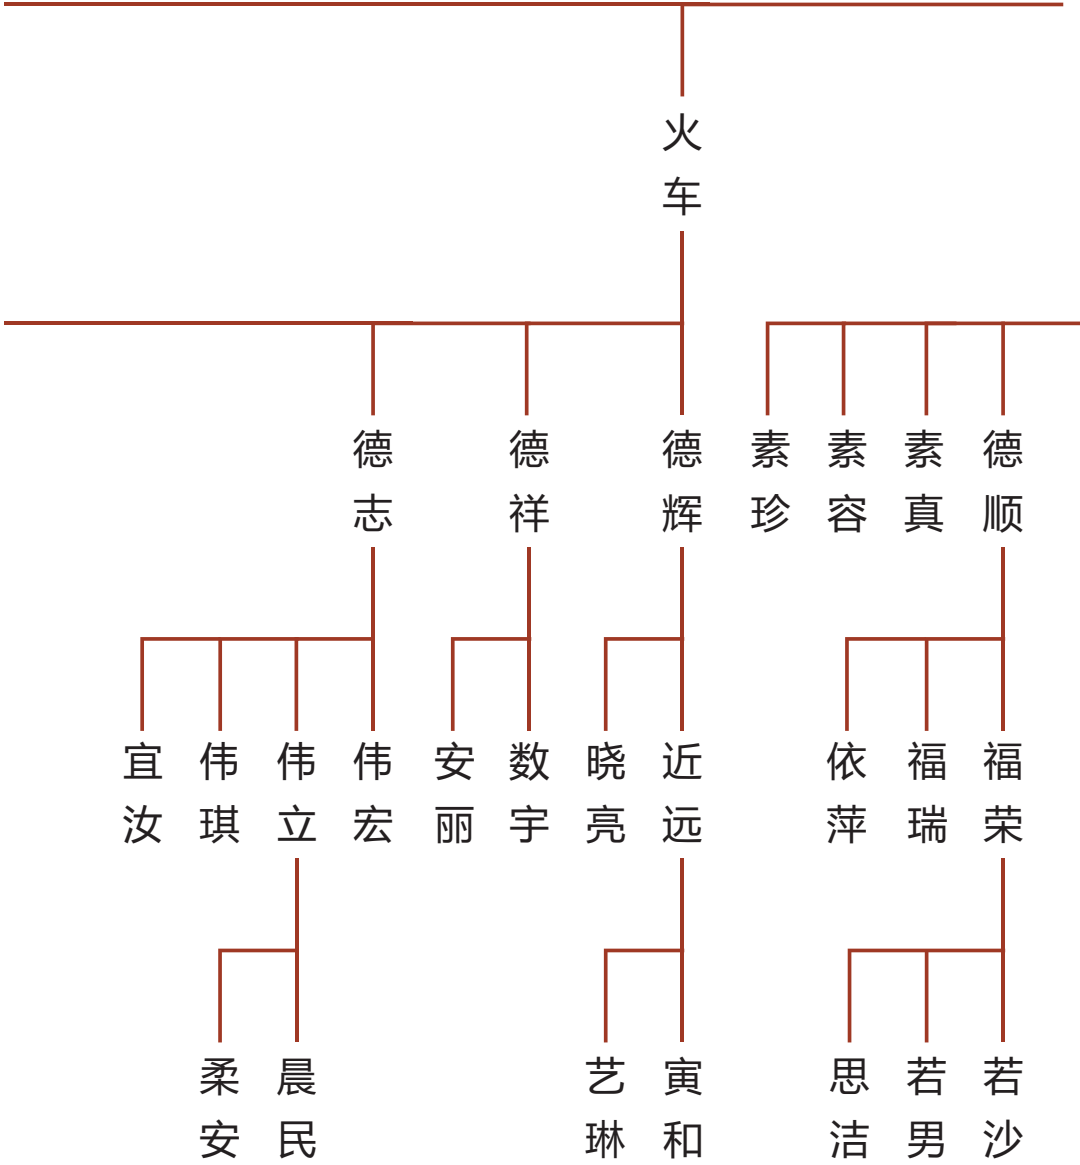 火车
德志
德祥
德辉
素珍
素容
素真
德顺
宜汝
伟琪
伟立
伟宏
安丽
数宇
晓亮
近远
依萍
福瑞
福荣
柔安
晨民
艺琳
寅和
思洁
若男
若沙